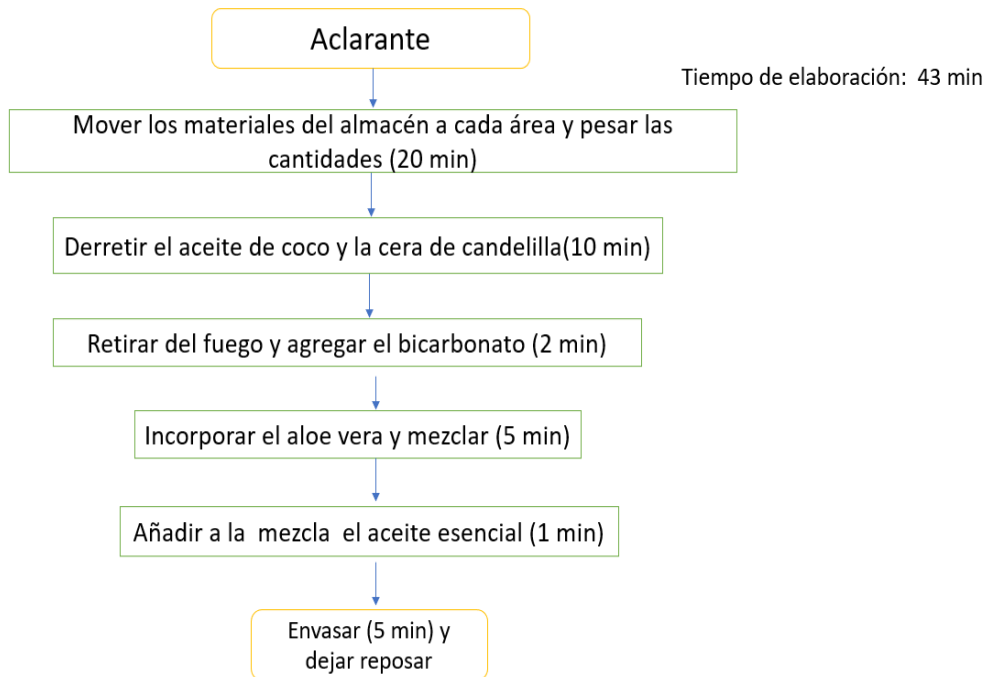 Aclarante
Tiempo de elaboración: 43 min
Mover los materiales del almacén a cada área y pesar las
cantidades (20 min)
Derretir el aceite de coco y la cera de candelilla(10 min)
Retirar del fuego y agregar el bicarbonato (2 min)
Incorporar el aloe vera y mezclar (5 min)
Añadir a la mezcla el aceite esencial (1 min)
Envasar (5 min) y
dejar reposar